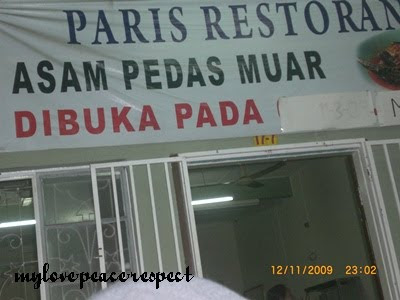 PARIS RESTORAN
ASAM PEDAS MUAR
DIBUKA PADA
mylovepeacerespect
12/11/2009 23:02